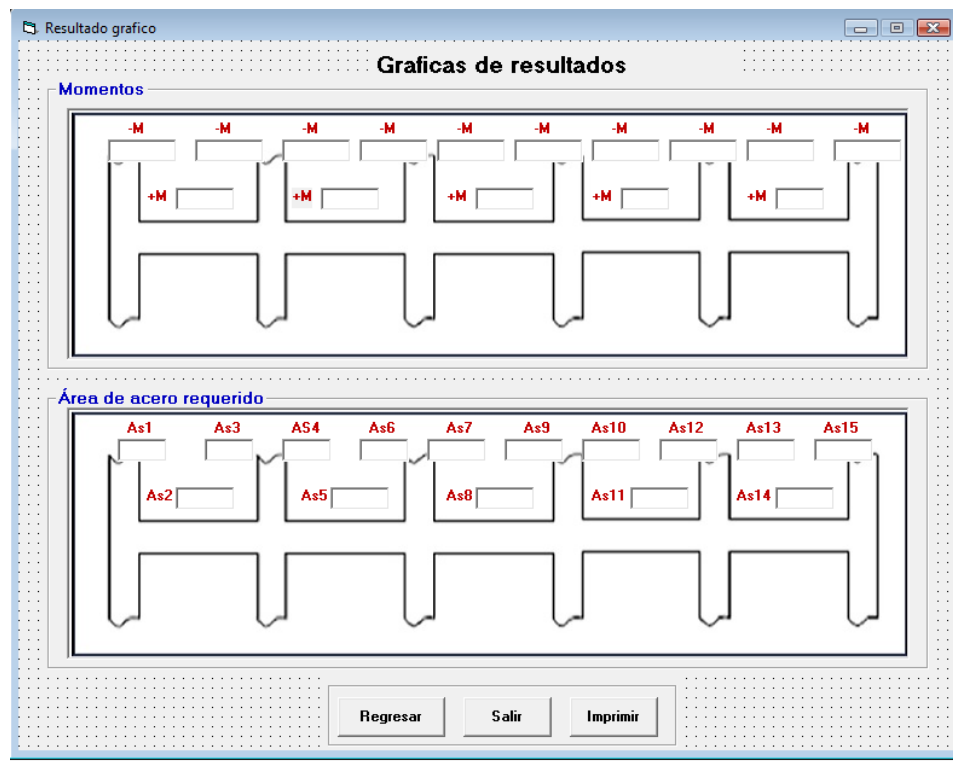 Resultado grafico
Graficas de resultados
Momentos
-M -M -M -M -M -M -M -M -M -M
+M +M +M +M +M
Área de acero requerido
As1 As3 AS4 As6 As7 As9 As10 As12 As13 As15
As2 As5 As8 As11 As14
Regresar Salir Imprimir